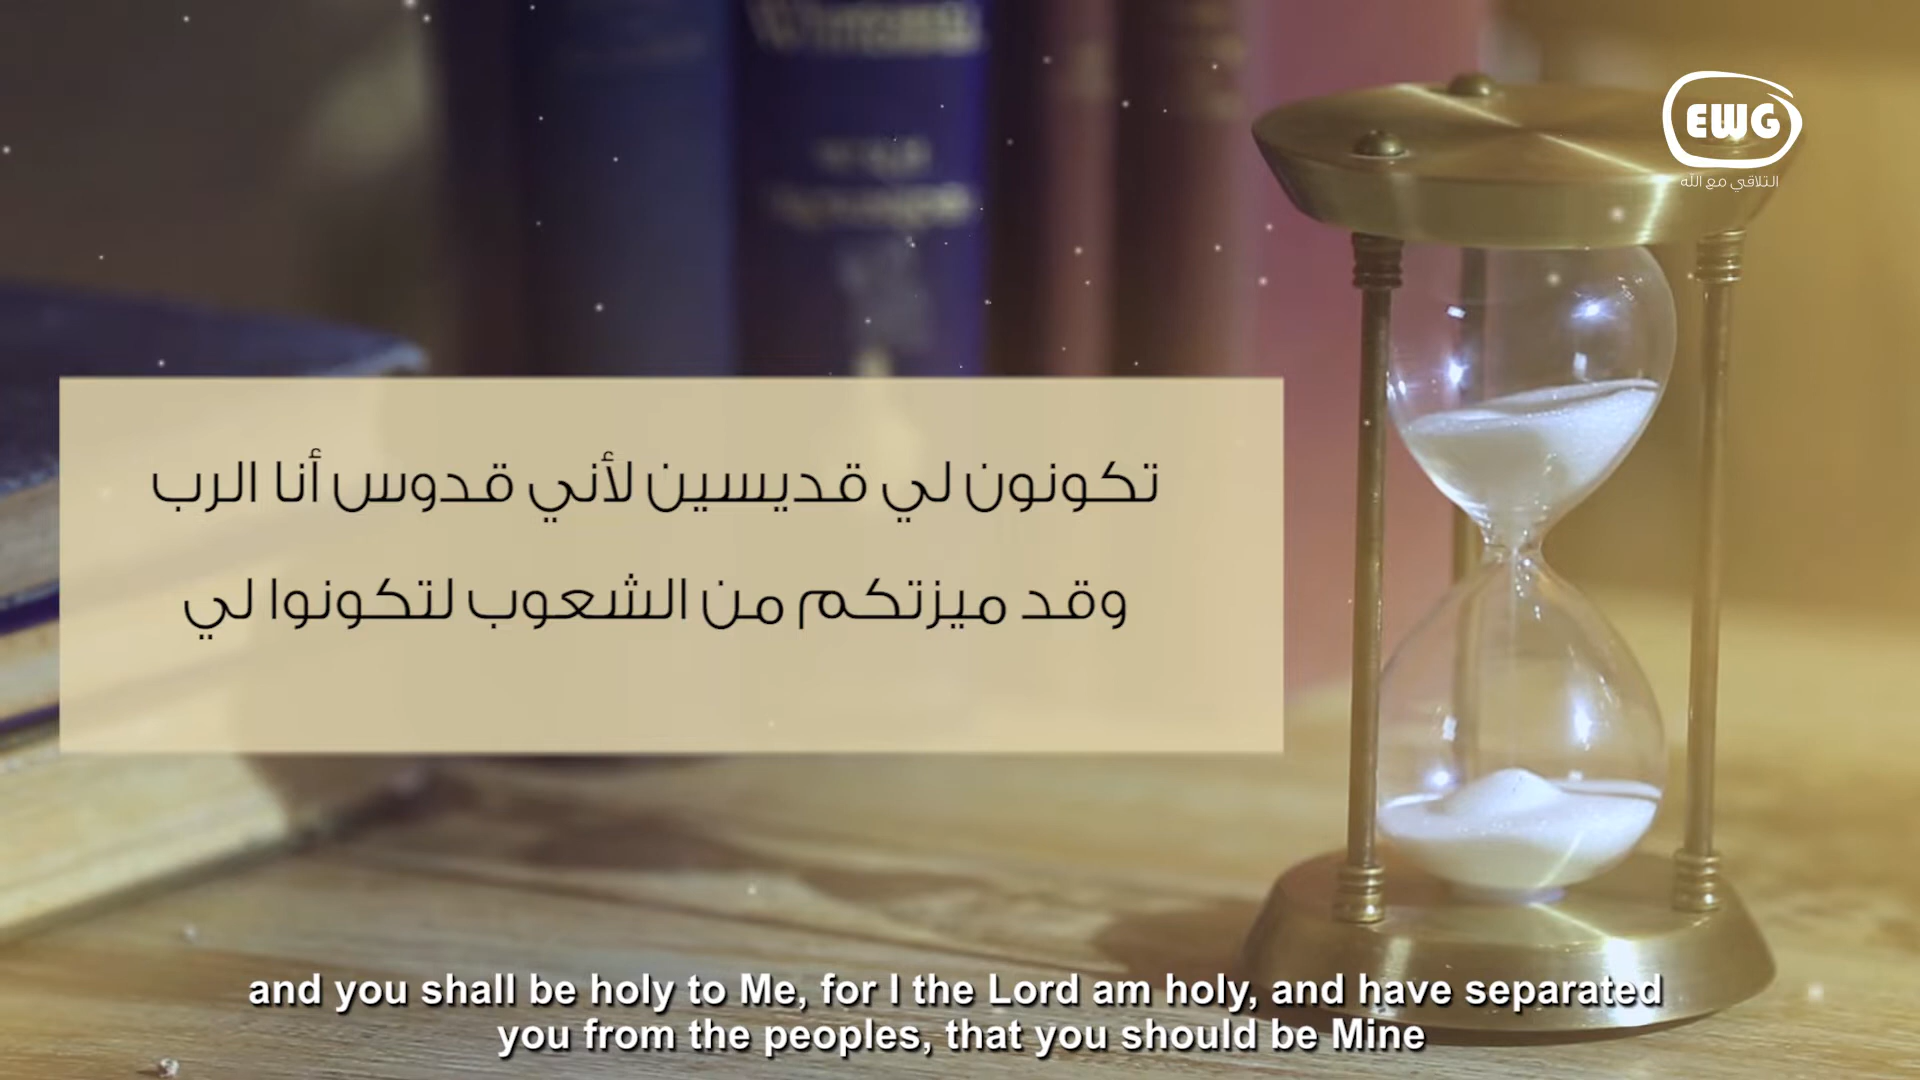 EWG
التلاقي مع الله
تكونون لي قديسين لأني قدوس أنا الرب
وقد ميزتكم من الشعوب لتكونوا لي
and you shall be holy to Me, for I the Lord am holy, and have separated
you from the peoples, that you should be Mine